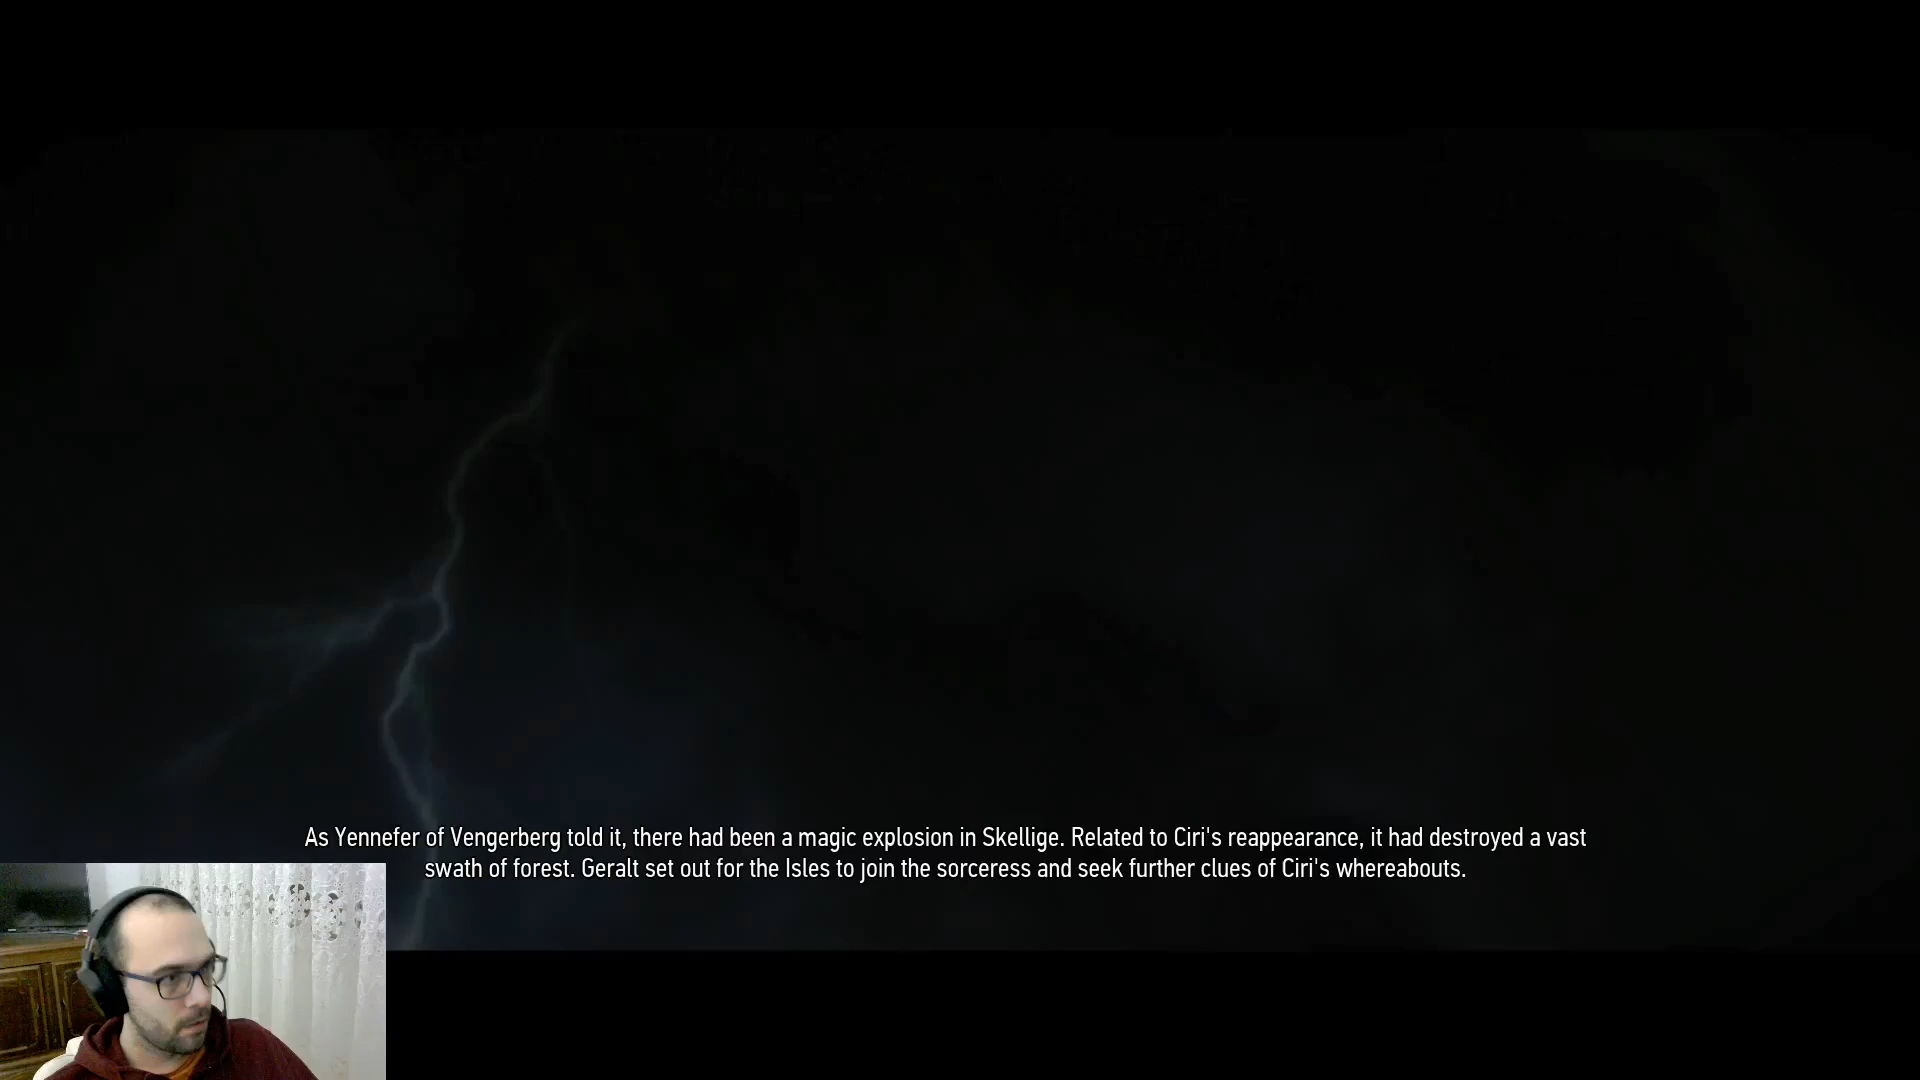 As Yennefer of Vengerberg told it, there had been a magic explosion in Skellige. Related to Ciri's reappearance, it had destroyed a vast
swath of forest. Geralt set out for the Isles to join the sorceress and seek further clues of Ciri's whereabouts.